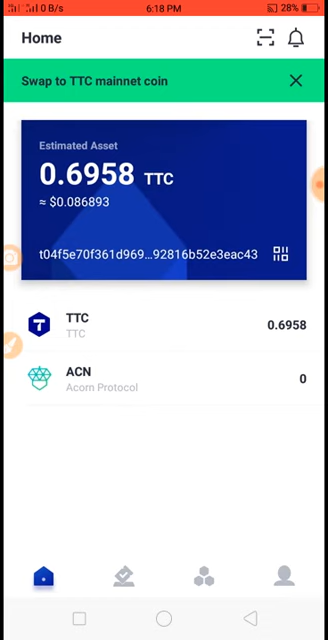 0 B/s 6:18 PM 28%
Home
Swap to TTC mainnet coin
Estimated Asset
0.6958 TTC
≈ $0.086893
t04f5e70f361d969...92816b52e3eac43
TTC
TTC
0.6958
ACN
Acorn Protocol
0